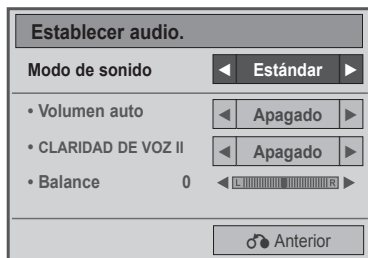 Establecer audio.
Modo de sonido ◀ Estándar ▶
• Volumen auto ◀ Apagado ▶
• CLARIDAD DE VOZ II ◀ Apagado ▶
• Balance 0 ◀ L R ▶
Anterior